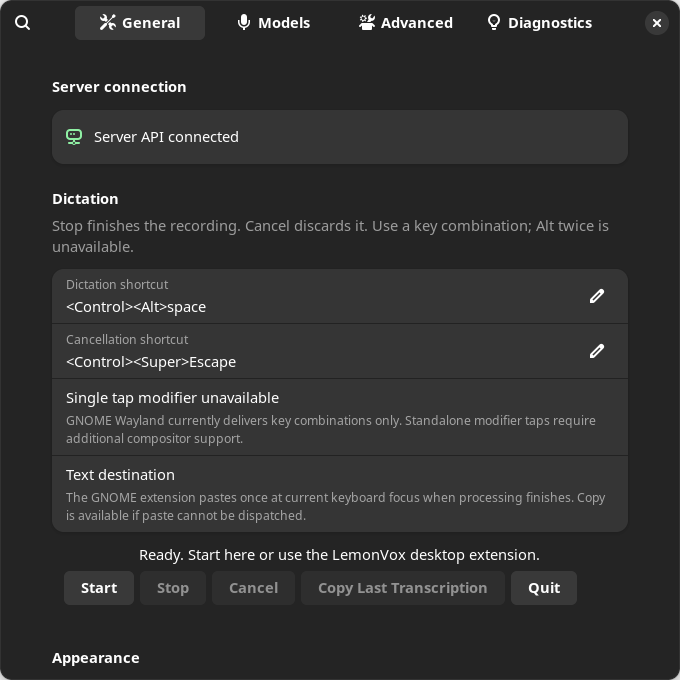 General
Models
Advanced
Diagnostics
Server connection
Server API connected
Dictation
Stop finishes the recording. Cancel discards it. Use a key combination; Alt twice is
unavailable.
Dictation shortcut
<Control><Alt>space
Cancellation shortcut
<Control><Super>Escape
Single tap modifier unavailable
GNOME Wayland currently delivers key combinations only. Standalone modifier taps require
additional compositor support.
Text destination
The GNOME extension pastes once at current keyboard focus when processing finishes. Copy
is available if paste cannot be dispatched.
Ready. Start here or use the LemonVox desktop extension.
Start
Stop
Cancel
Copy Last Transcription
Quit
Appearance